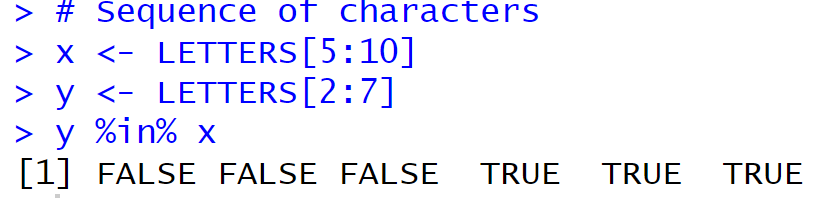 > # Sequence of characters
> x <- LETTERS[5:10]
> y <- LETTERS[2:7]
> y %in% x
[1] FALSE FALSE FALSE  TRUE  TRUE  TRUE